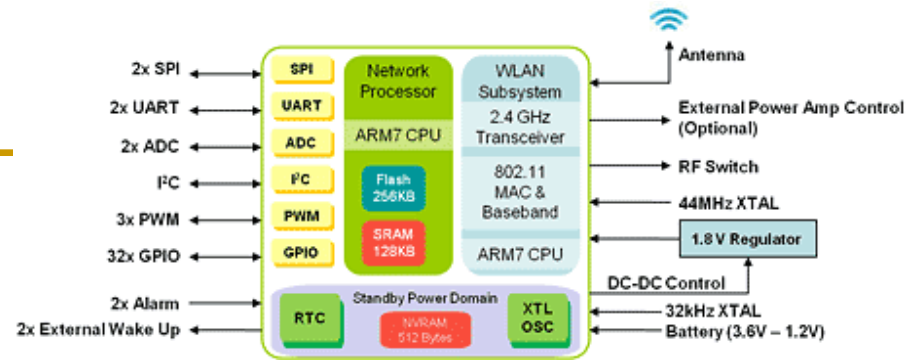 2x SPI
2x UART
2x ADC
I²C
3x PWM
32x GPIO
2x Alarm
2x External Wake Up
SPI
UART
ADC
I²C
PWM
GPIO
Network
Processor
ARM7 CPU
Flash
256KB
SRAM
128KB
WLAN
Subsystem
2.4 GHz
Transceiver
802.11
MAC &
Baseband
ARM7 CPU
Standby Power Domain
RTC
NVRAM
512 Bytes
XTL
OSC
Antenna
External Power Amp Control
(Optional)
RF Switch
44MHz XTAL
1.8 V Regulator
DC-DC Control
32kHz XTAL
Battery (3.6V – 1.2V)